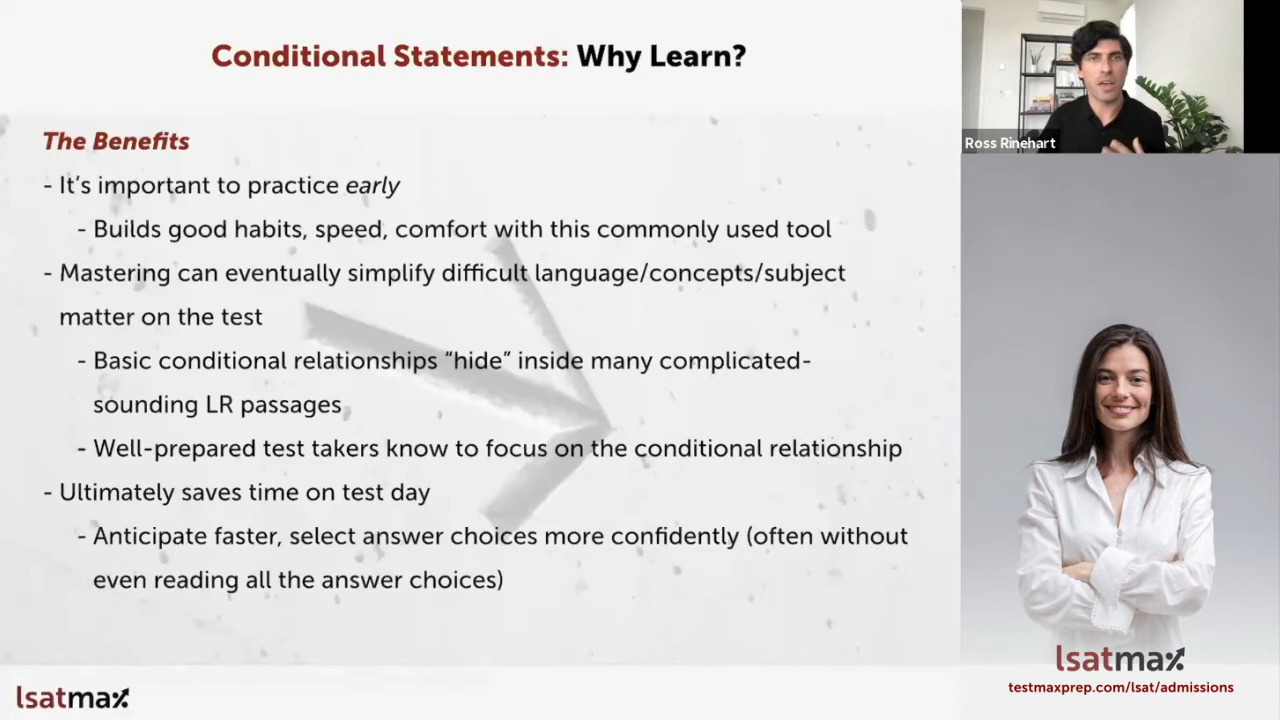 Conditional Statements: Why Learn?
The Benefits
- It’s important to practice early
- Builds good habits, speed, comfort with this commonly used tool
- Mastering can eventually simplify difficult language/concepts/subject
matter on the test
- Basic conditional relationships “hide” inside many complicated-
sounding LR passages
- Well-prepared test takers know to focus on the conditional relationship
- Ultimately saves time on test day
- Anticipate faster, select answer choices more confidently (often without
even reading all the answer choices)
lsatmax
Ross Rinehart
lsatmax
testmaxprep.com/lsat/admissions